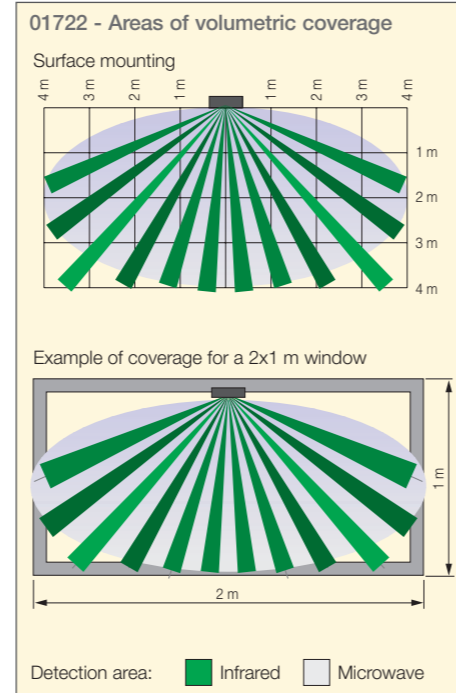 01722 - Areas of volumetric coverage
Surface mounting
4 m 3 m 2 m 1 m 1 m 2 m 3 m 4 m
1 m
2 m
3 m
4 m
Example of coverage for a 2x1 m window
1 m
2 m
Detection area: Infrared Microwave